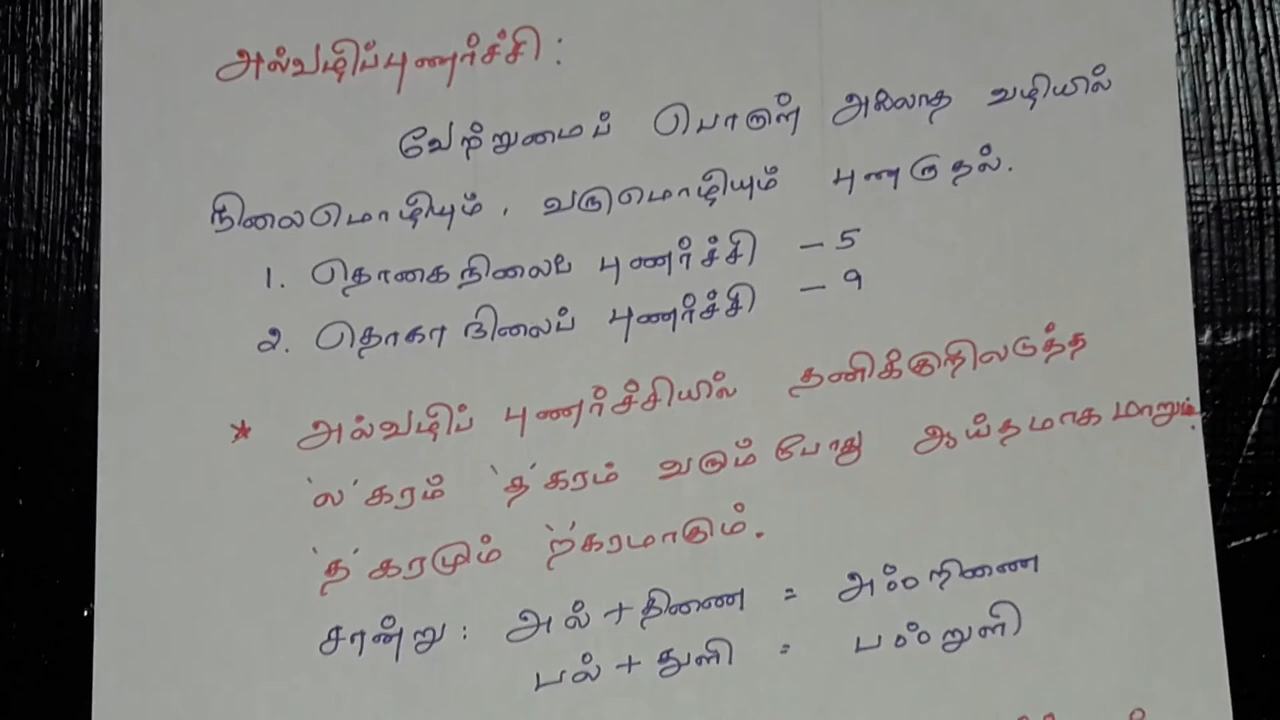 அல்வழிப்புணர்ச்சி :
வேற்றுமைப் பொருள் அல்லாத வழியில்
நிலைமொழியும் , வருமொழியும் புணருதல்.
1. தொகைநிலைப் புணர்ச்சி – 5
2. தொகா நிலைப் புணர்ச்சி – 9
* அல்வழிப் புணர்ச்சியில் தனிக்குறிலடுத்த
'ல' கரம் 'த' கரம் வரும் போது ஆய்தமாக மாறும்.
'த' கரமும் 'ற' கரமாகும்.
சான்று : அல் + திணை = அஃறிணை
பல் + துளி = பஃறுளி